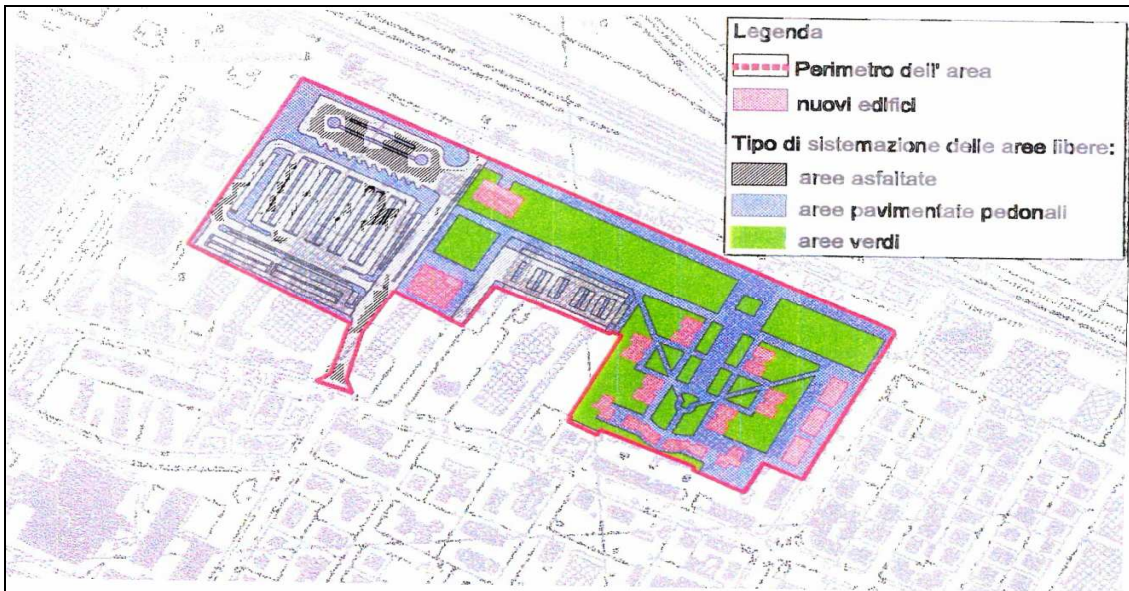 Legenda
Perimetro dell' area
nuovi edifici
Tipo di sistemazione delle aree libere:
aree asfaltate
aree pavimentate pedonali
aree verdi